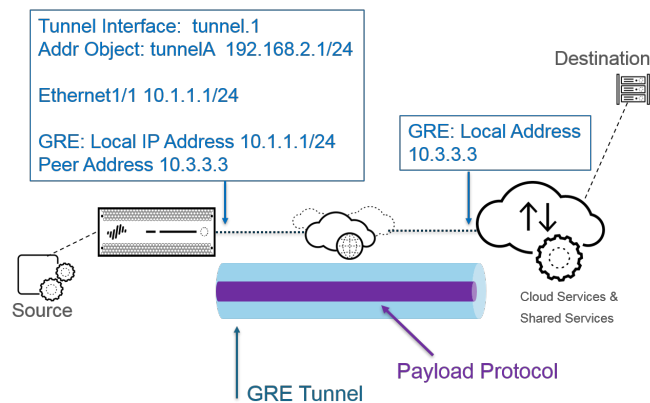 Tunnel Interface: tunnel.1
Addr Object: tunnelA 192.168.2.1/24
Ethernet1/1 10.1.1.1/24
GRE: Local IP Address 10.1.1.1/24
Peer Address 10.3.3.3
GRE: Local Address
10.3.3.3
Destination
Source
Cloud Services &
Shared Services
Payload Protocol
GRE Tunnel